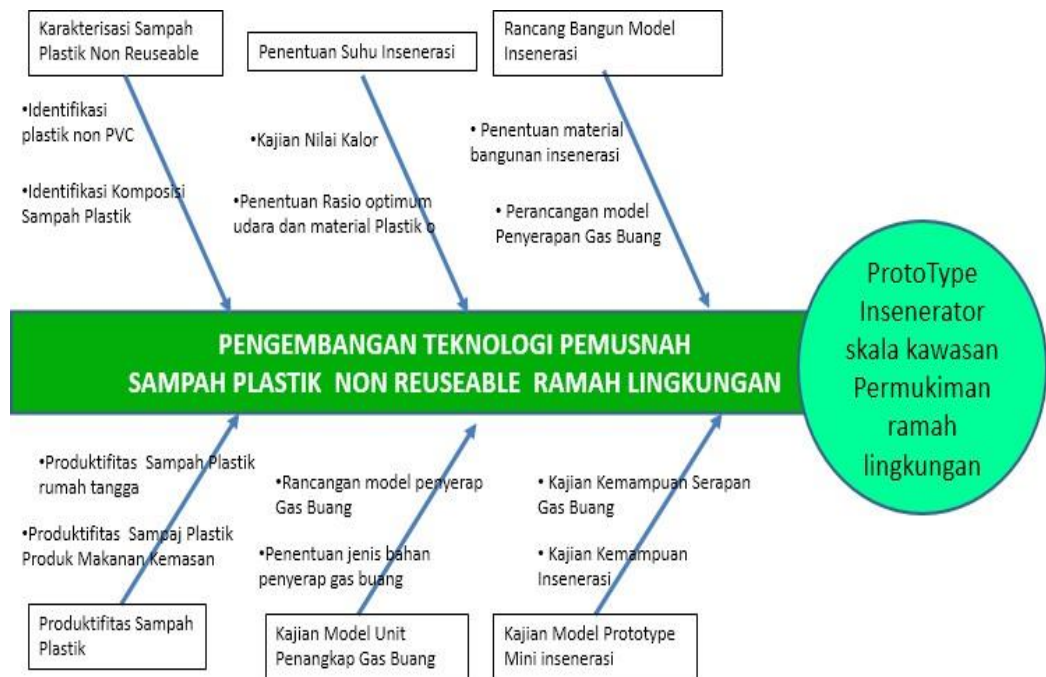 Karakterisasi Sampah
Plastik Non Reuseable
Penentuan Suhu Insenerasi
Rancang Bangun Model
Insenerasi
•Identifikasi
plastik non PVC
•Identifikasi Komposisi
Sampah Plastik
•Kajian Nilai Kalor
•Penentuan Rasio optimum
udara dan material Plastik o
• Penentuan material
bangunan insenerasi
• Perancangan model
Penyerapan Gas Buang
PENGEMBANGAN TEKNOLOGI PEMUSNAH
SAMPAH PLASTIK NON REUSEABLE RAMAH LINGKUNGAN
ProtoType
Insenerator
skala kawasan
Permukiman
ramah
lingkungan
•Produktifitas Sampah Plastik
rumah tangga
•Produktifitas Sampaj Plastik
Produk Makanan Kemasan
•Rancangan model penyerap
Gas Buang
•Penentuan jenis bahan
penyerap gas buang
• Kajian Kemampuan Serapan
Gas Buang
• Kajian Kemampuan
Insenerasi
Produktifitas Sampah
Plastik
Kajian Model Unit
Penangkap Gas Buang
Kajian Model Prototype
Mini insenerasi